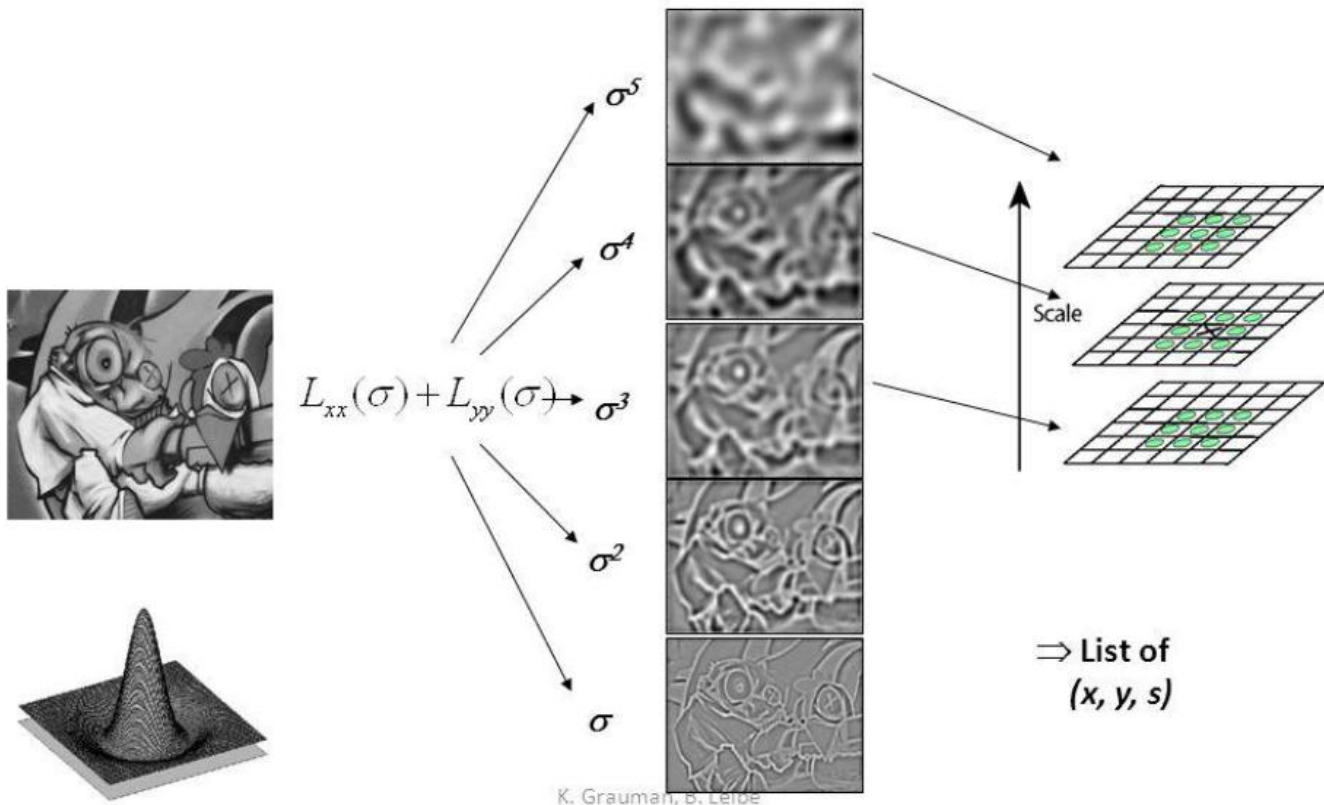 σ⁵
σ⁴
Scale
L_xx(σ) + L_yy(σ)
σ³
σ²
⇒ List of
(x, y, s)
σ
K. Grauman, B. Leibe